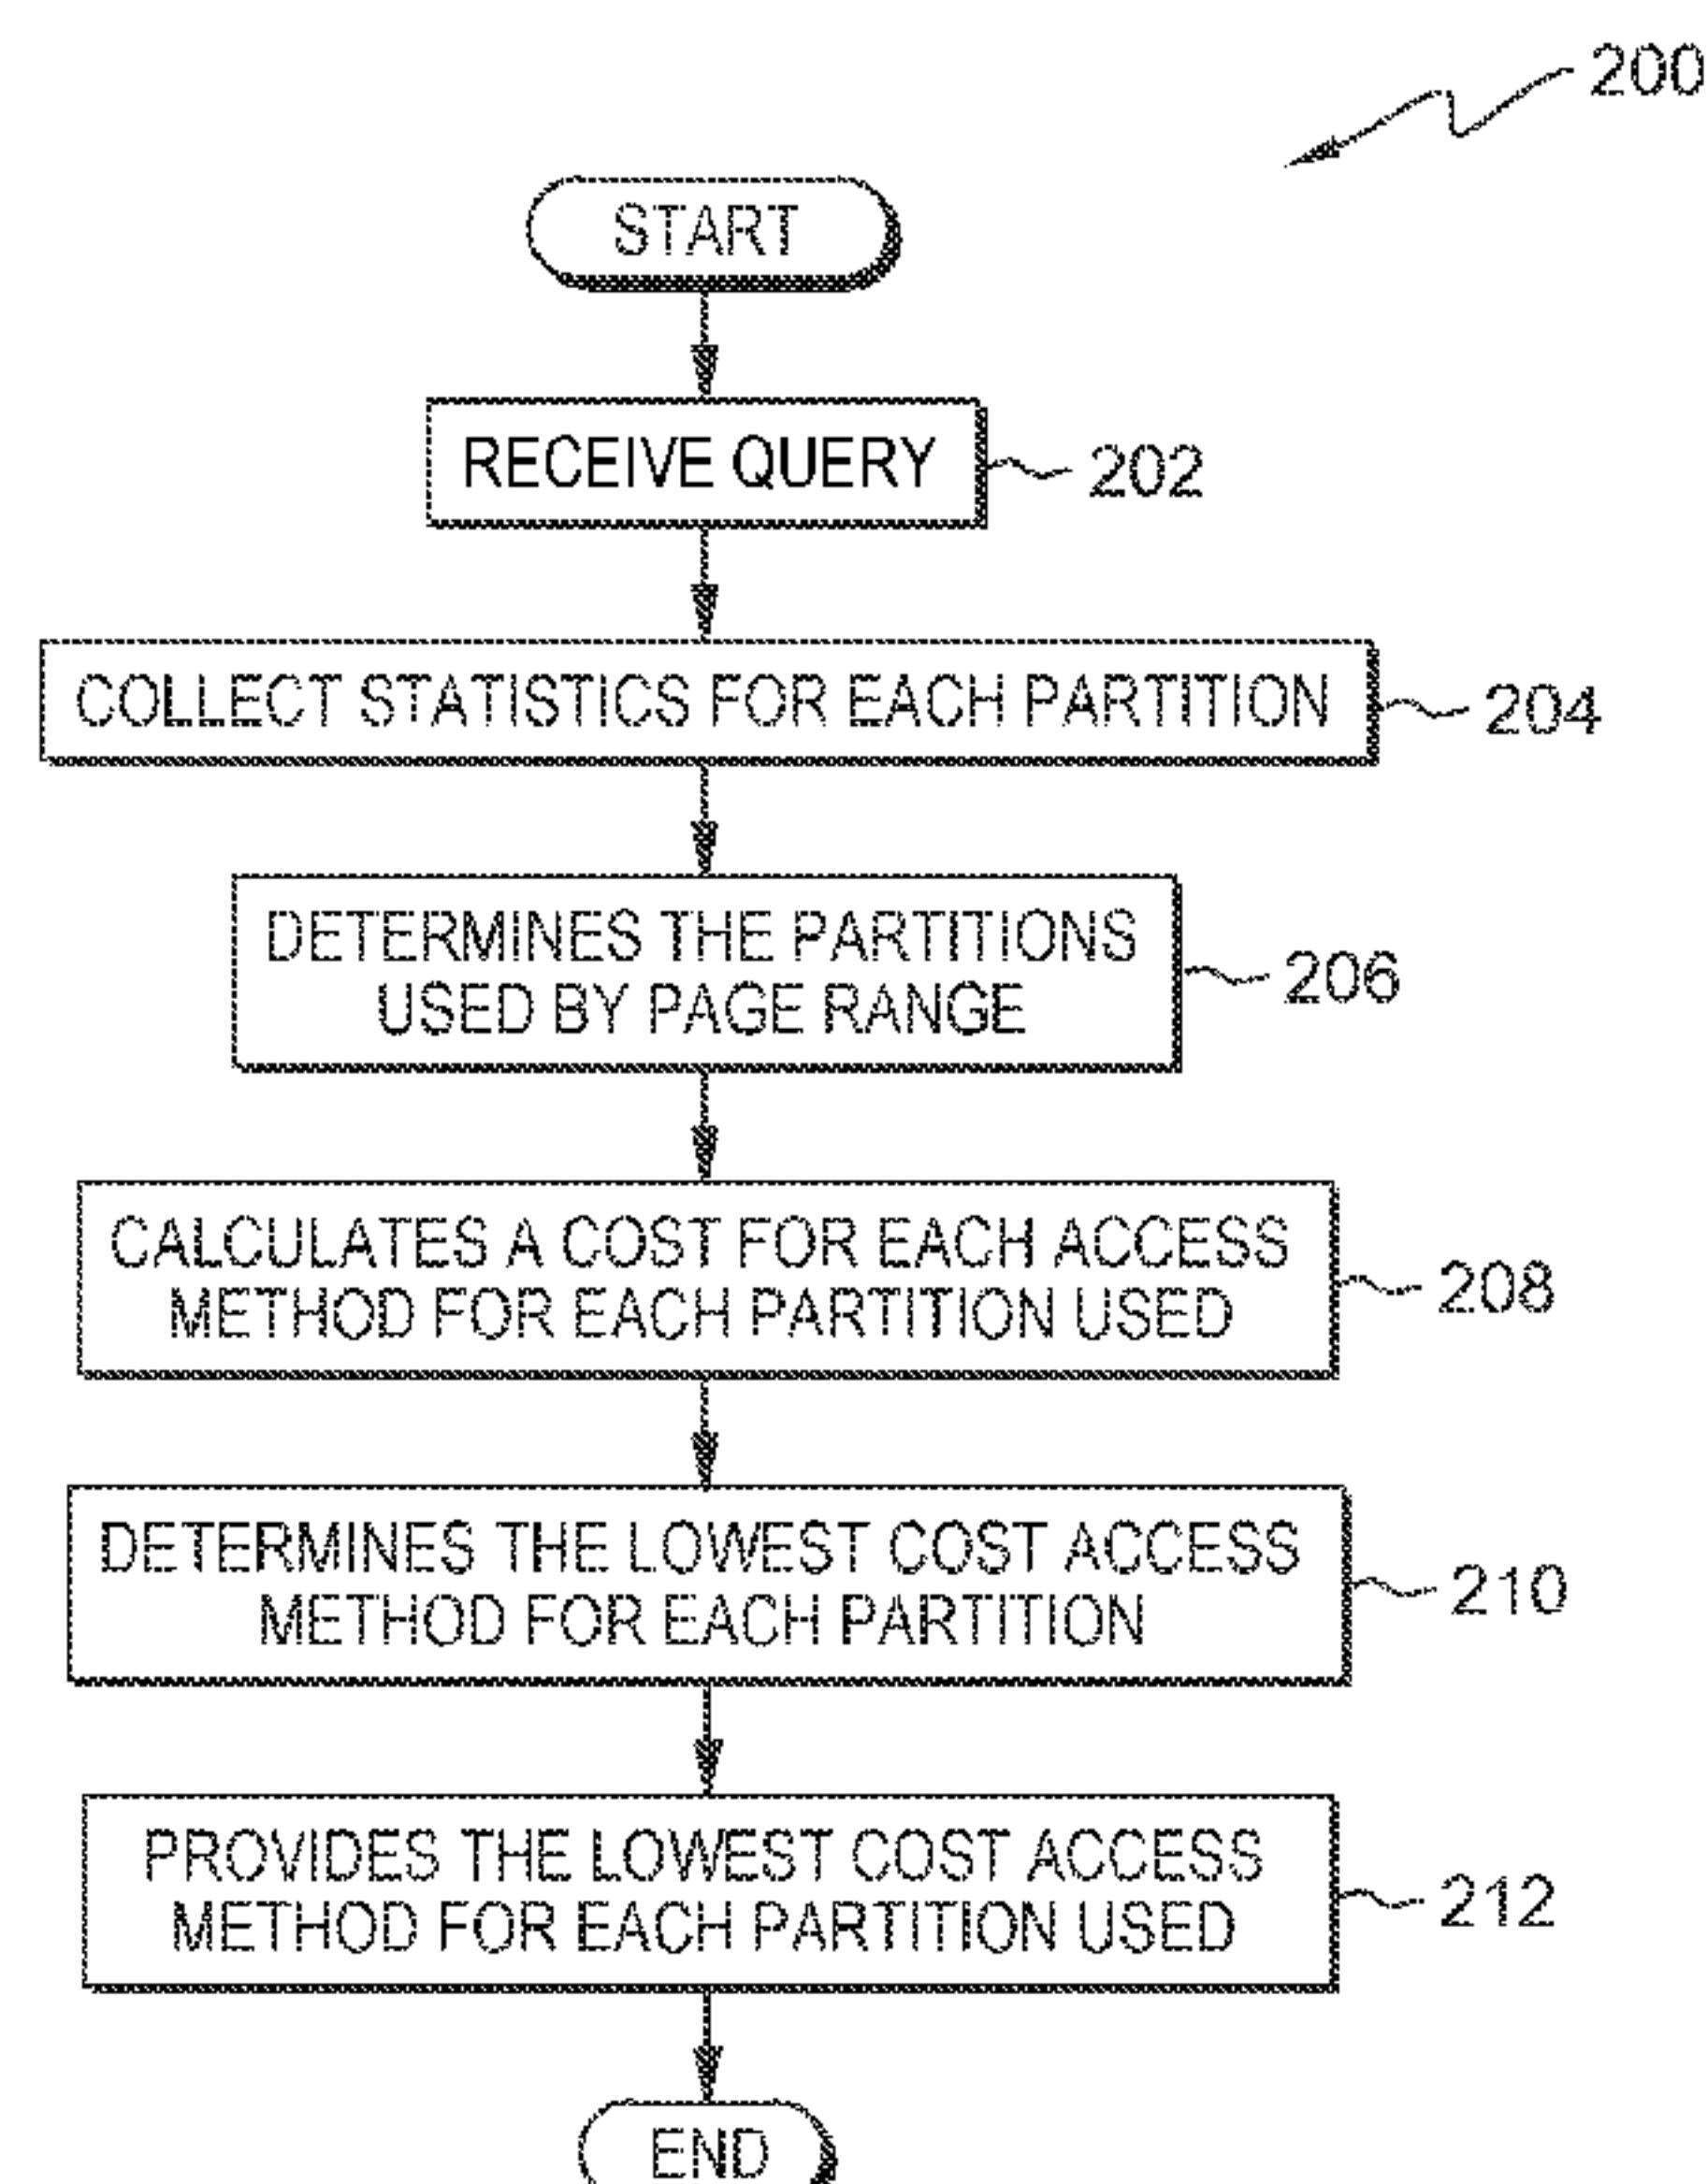 200
START
RECEIVE QUERY
202
COLLECT STATISTICS FOR EACH PARTITION
204
DETERMINES THE PARTITIONS
USED BY PAGE RANGE
206
CALCULATES A COST FOR EACH ACCESS
METHOD FOR EACH PARTITION USED
208
DETERMINES THE LOWEST COST ACCESS
METHOD FOR EACH PARTITION
210
PROVIDES THE LOWEST COST ACCESS
METHOD FOR EACH PARTITION USED
212
END